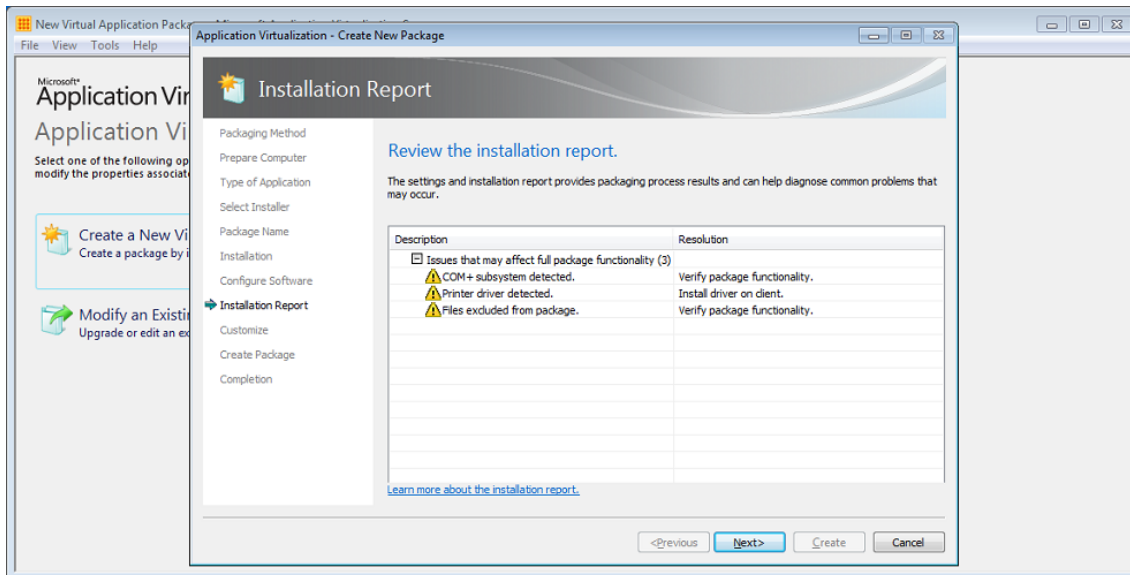 New Virtual Application Packa
File View Tools Help
Microsoft®
Application Vir
Application Vi
Select one of the following op
modify the properties associat
Create a New Vi
Create a package by i
Modify an Existi
Upgrade or edit an ex
Application Virtualization - Create New Package
Installation Report
Packaging Method
Prepare Computer
Type of Application
Select Installer
Package Name
Installation
Configure Software
Installation Report
Customize
Create Package
Completion
Review the installation report.
The settings and installation report provides packaging process results and can help diagnose common problems that
may occur.
Description Resolution
Issues that may affect full package functionality (3)
COM+ subsystem detected. Verify package functionality.
Printer driver detected. Install driver on client.
Files excluded from package. Verify package functionality.
Learn more about the installation report.
<Previous Next> Create Cancel